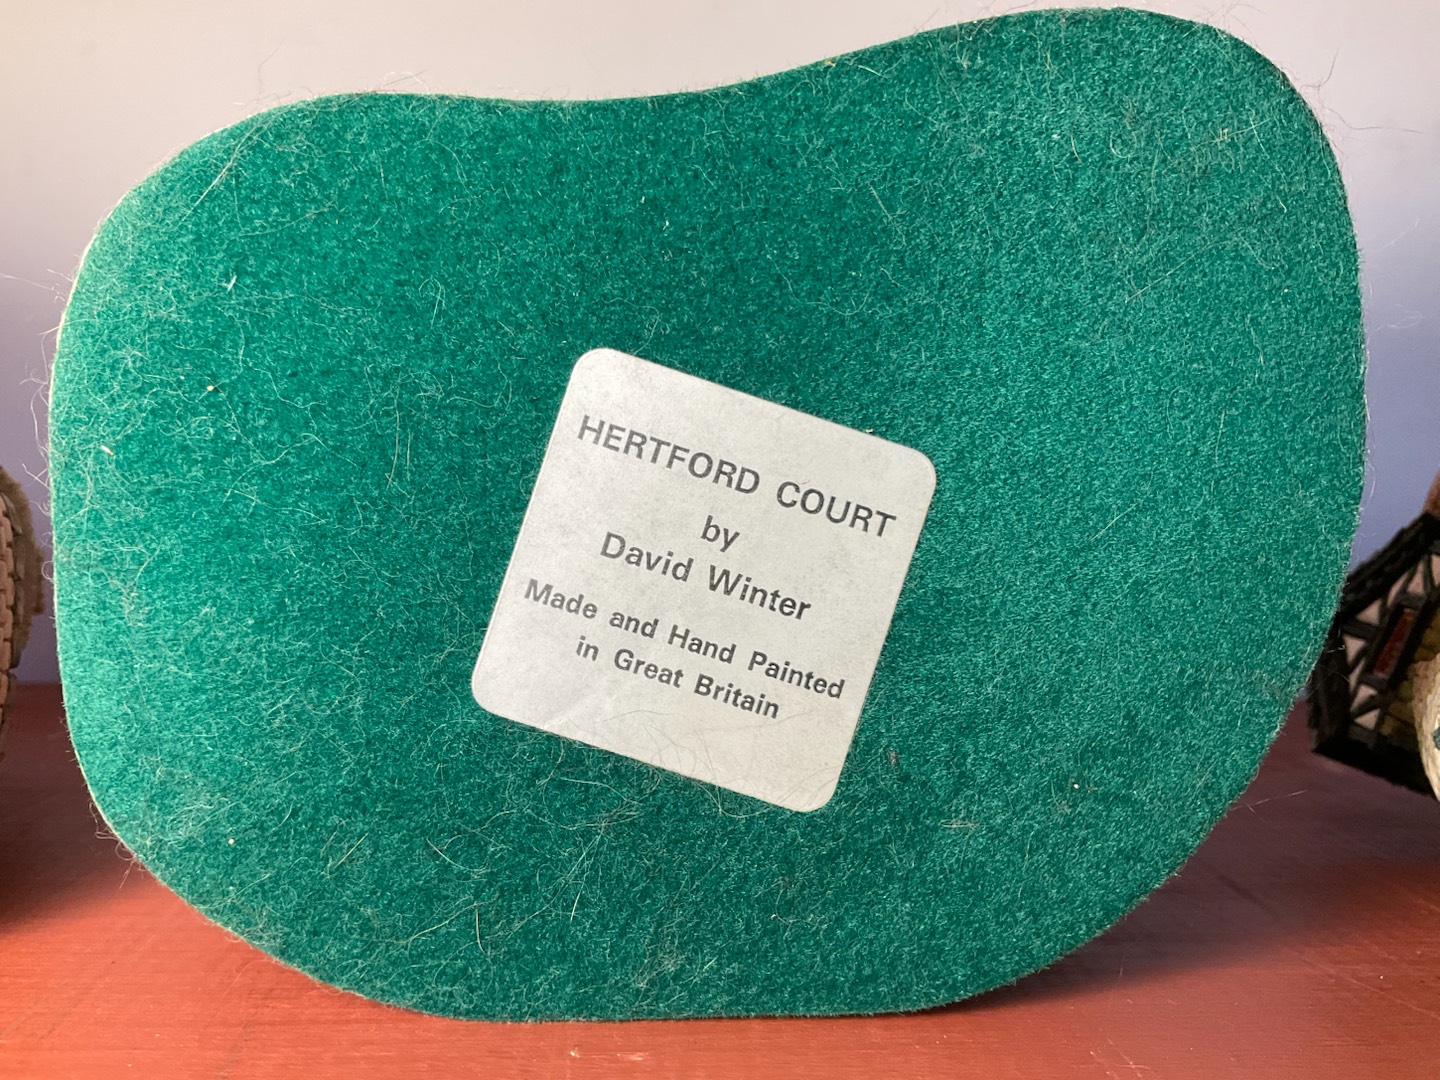 HERTFORD COURT
by
David Winter
Made and Hand Painted
in Great Britain